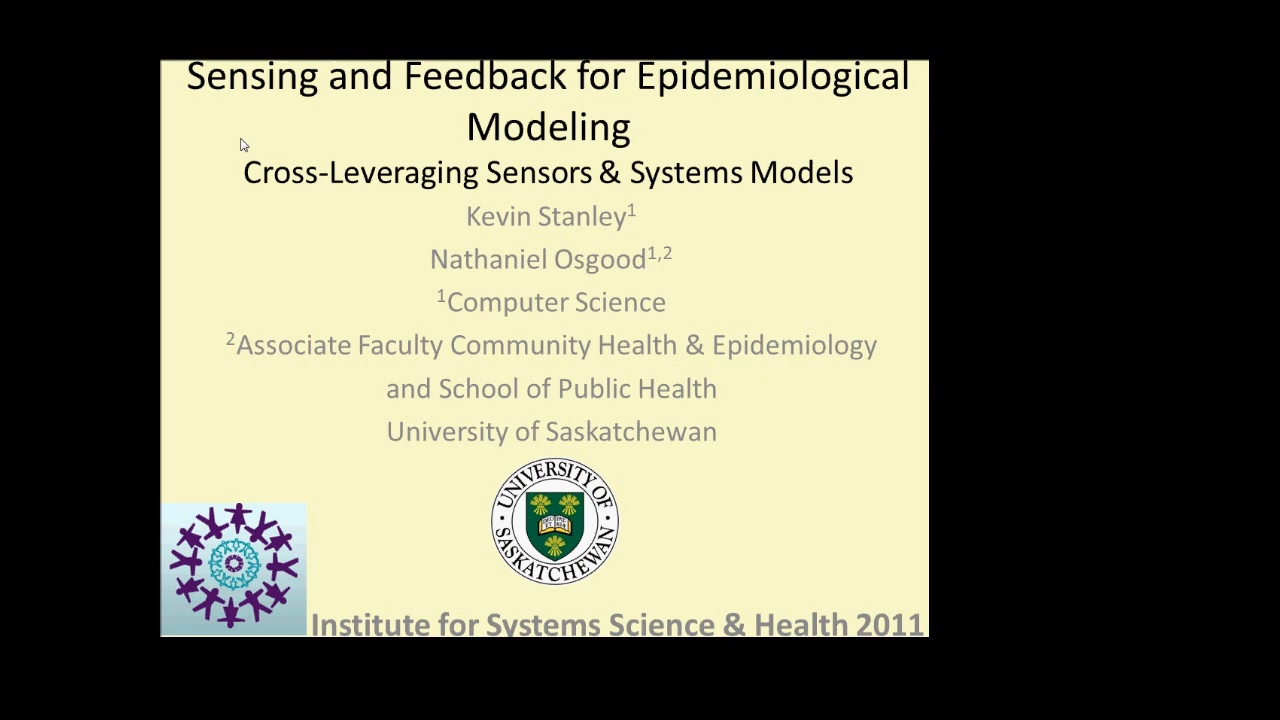 Sensing and Feedback for Epidemiological
Modeling
Cross-Leveraging Sensors & Systems Models
Kevin Stanley¹
Nathaniel Osgood¹,²
¹Computer Science
²Associate Faculty Community Health & Epidemiology
and School of Public Health
University of Saskatchewan
UNIVERSITY OF
SASKATCHEWAN
Institute for Systems Science & Health 2011